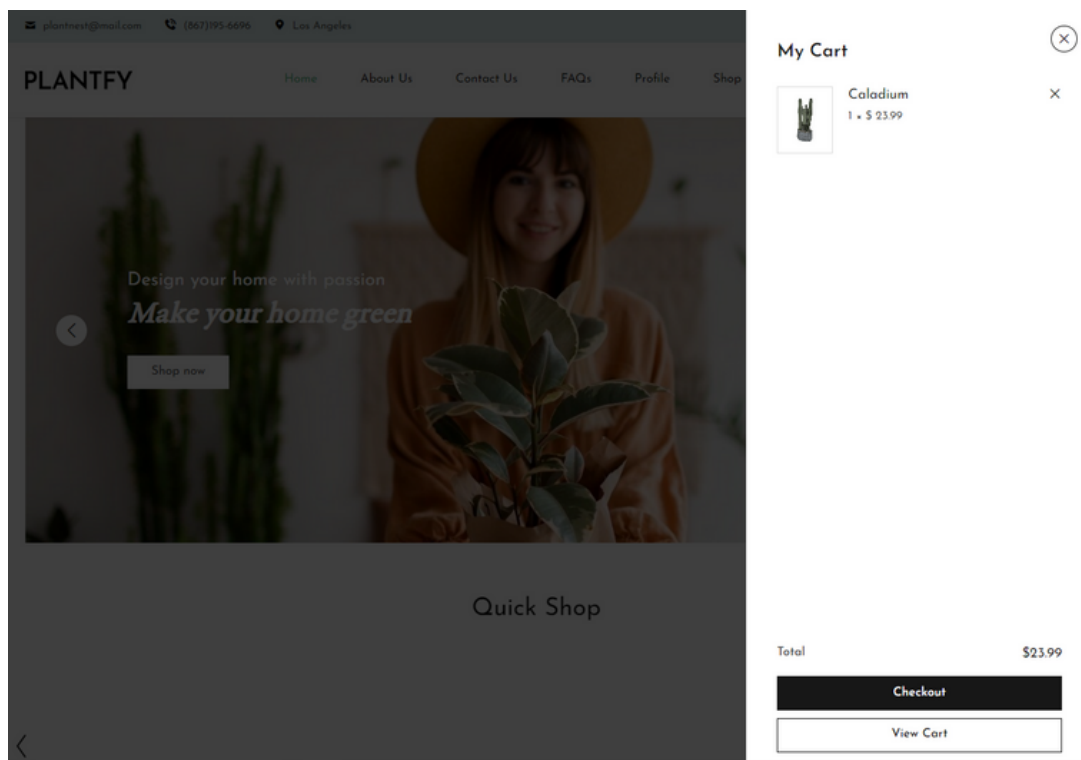 plantnest@mail.com (867)195-6696 Los Angeles
PLANTFY Home About Us Contact Us FAQs Profile Shop
Design your home with passion
Make your home green
Shop now
Quick Shop
My Cart
Caladium
1 × $ 23.99
Total $23.99
Checkout
View Cart